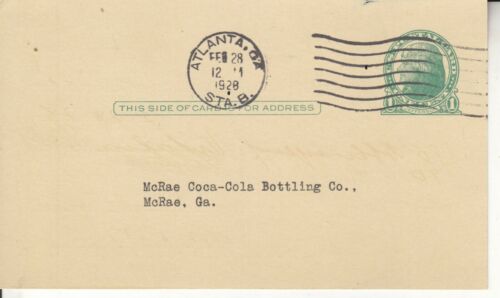 ATLANTA, GA
FEB 28
12 M
1928
STA. B.
1 1
THIS SIDE OF CARD IS FOR ADDRESS
McRae Coca-Cola Bottling Co.,
McRae, Ga.